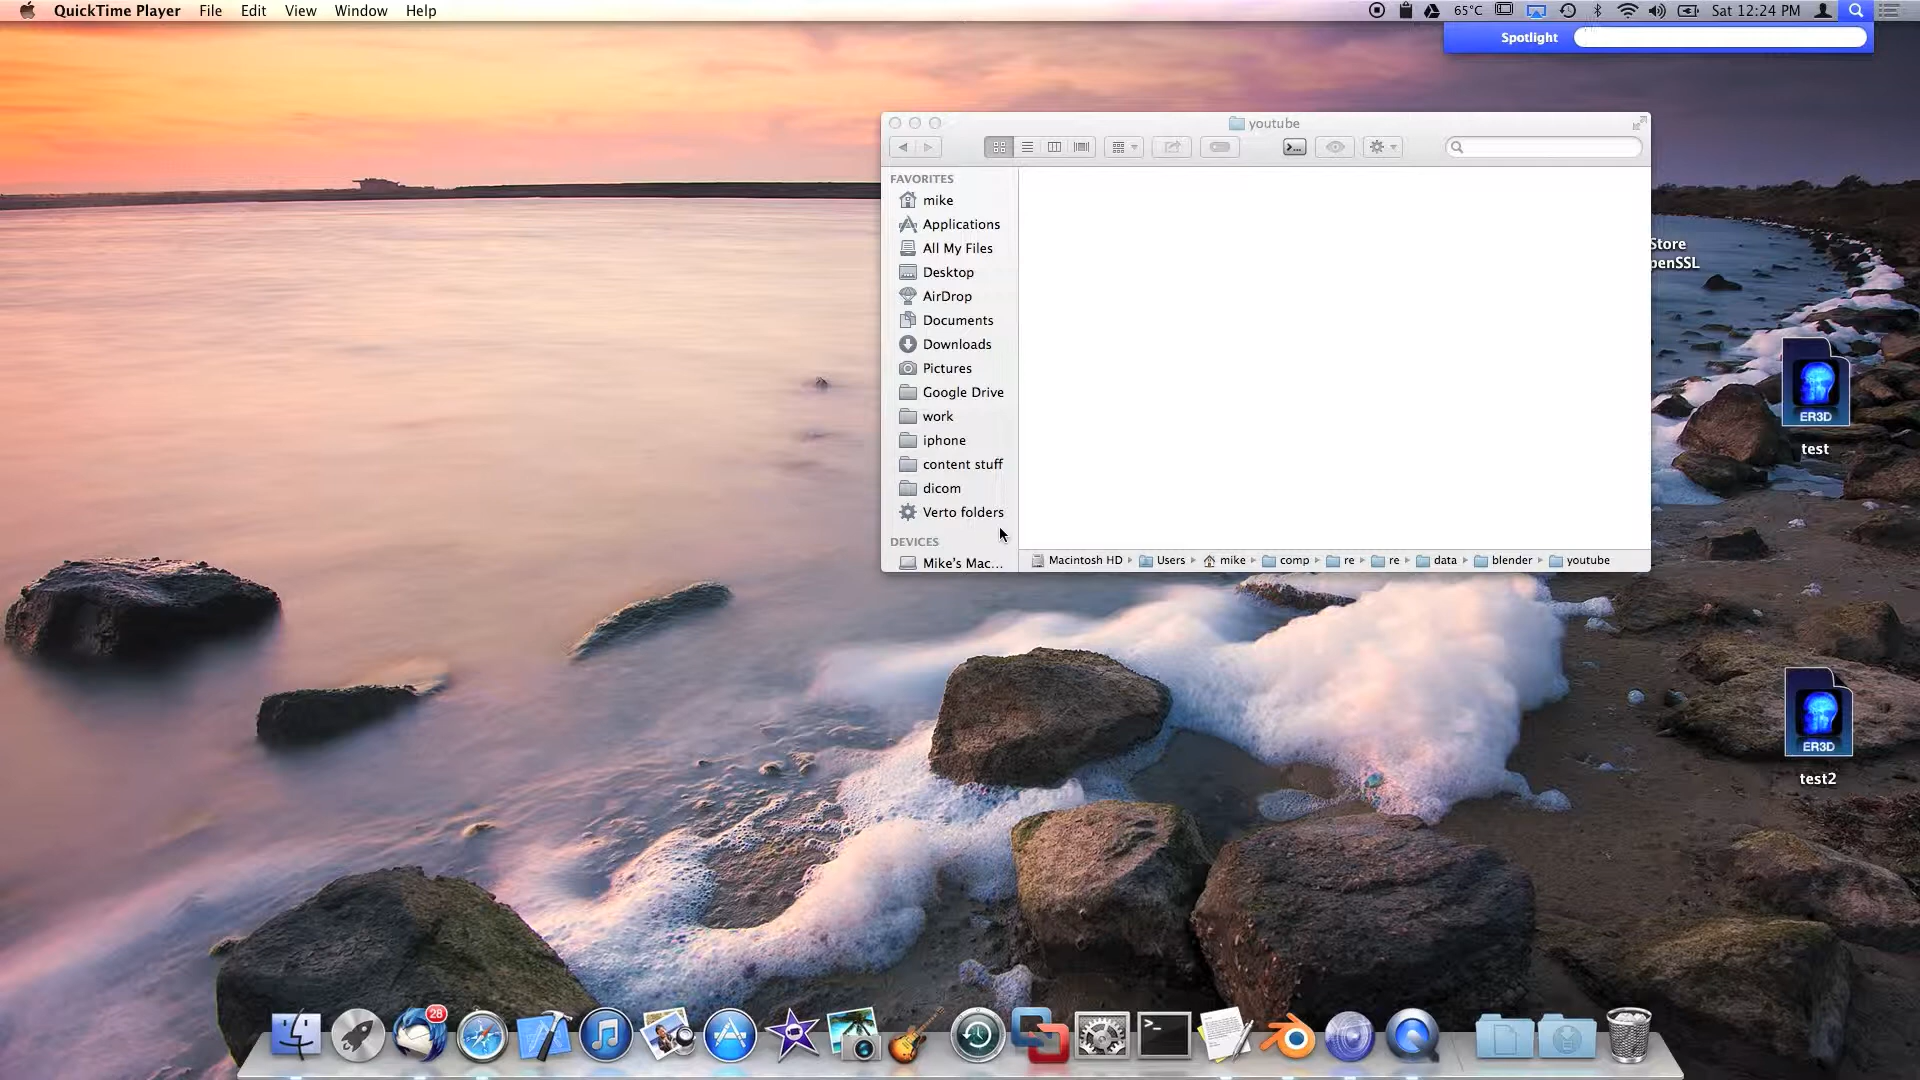 QuickTime Player File Edit View Window Help 65°C Sat 12:24 PM
Spotlight
youtube
FAVORITES
mike
Applications
All My Files
Desktop
AirDrop
Documents
Downloads
Pictures
Google Drive
work
iphone
content stuff
dicom
Verto folders
DEVICES
Mike's Mac...
Macintosh HD Users mike comp re re data blender youtube
Store
penSSL
ER3D
test
ER3D
test2
28